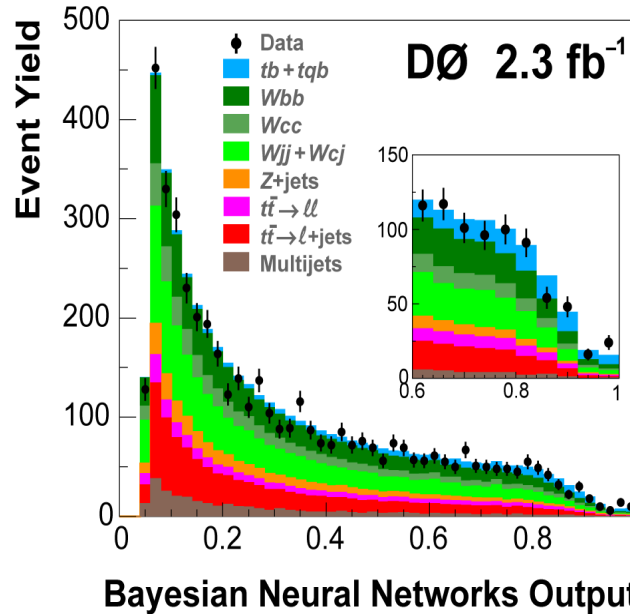 500
400
300
200
100
0
Event Yield
Data
tb+tqb
Wbb
Wcc
Wjj+Wcj
Z+jets
tt̄→ℓℓ
tt̄→ℓ+jets
Multijets
DØ 2.3 fb⁻¹
150
100
50
0
0.6 0.8 1
0 0.2 0.4 0.6 0.8
Bayesian Neural Networks Output